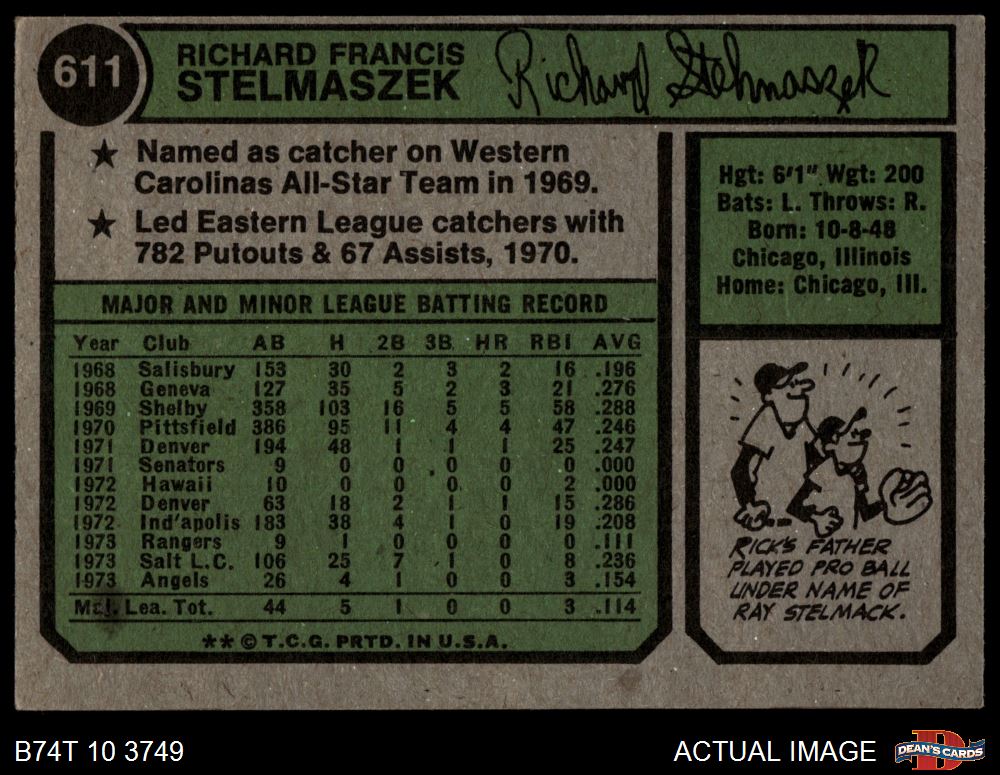 611
RICHARD FRANCIS
STELMASZEK
Richard Stelmaszek
★ Named as catcher on Western
Carolinas All-Star Team in 1969.
★ Led Eastern League catchers with
782 Putouts & 67 Assists, 1970.
Hgt: 6'1" Wgt: 200
Bats: L. Throws: R.
Born: 10-8-48
Chicago, Illinois
Home: Chicago, Ill.
MAJOR AND MINOR LEAGUE BATTING RECORD
Year Club AB H 2B 3B HR RBI AVG
1968 Salisbury 153 30 2 3 2 16 .196
1968 Geneva 127 35 5 2 3 21 .276
1969 Shelby 358 103 16 5 5 58 .288
1970 Pittsfield 386 95 11 4 4 47 .246
1971 Denver 194 48 1 1 1 25 .247
1971 Senators 9 0 0 0 0 0 .000
1972 Hawaii 10 0 0 0 0 2 .000
1972 Denver 63 18 2 1 1 15 .286
1972 Ind'apolis 183 38 4 1 0 19 .208
1973 Rangers 9 1 0 0 0 0 .111
1973 Salt L.C. 106 25 7 1 0 8 .236
1973 Angels 26 4 1 0 0 3 .154
Maj. Lea. Tot. 44 5 1 0 0 3 .114
** © T.C.G. PRTD. IN U.S.A.
RICK'S FATHER
PLAYED PRO BALL
UNDER NAME OF
RAY STELMACK.
B74T 10 3749
ACTUAL IMAGE
DEAN'S CARDS